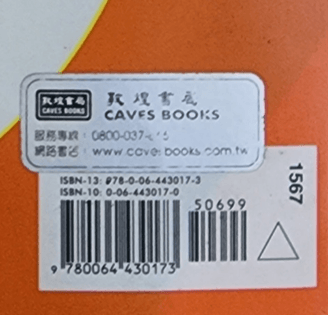 敦煌書局 敦煌書局
CAVES BOOKS CAVES BOOKS
服務專線：0800-037-
網路書店：www.cavesbooks.com.tw
ISBN-13: 978-0-06-443017-3
ISBN-10: 0-06-443017-0
50699
9 780064 430173
1567